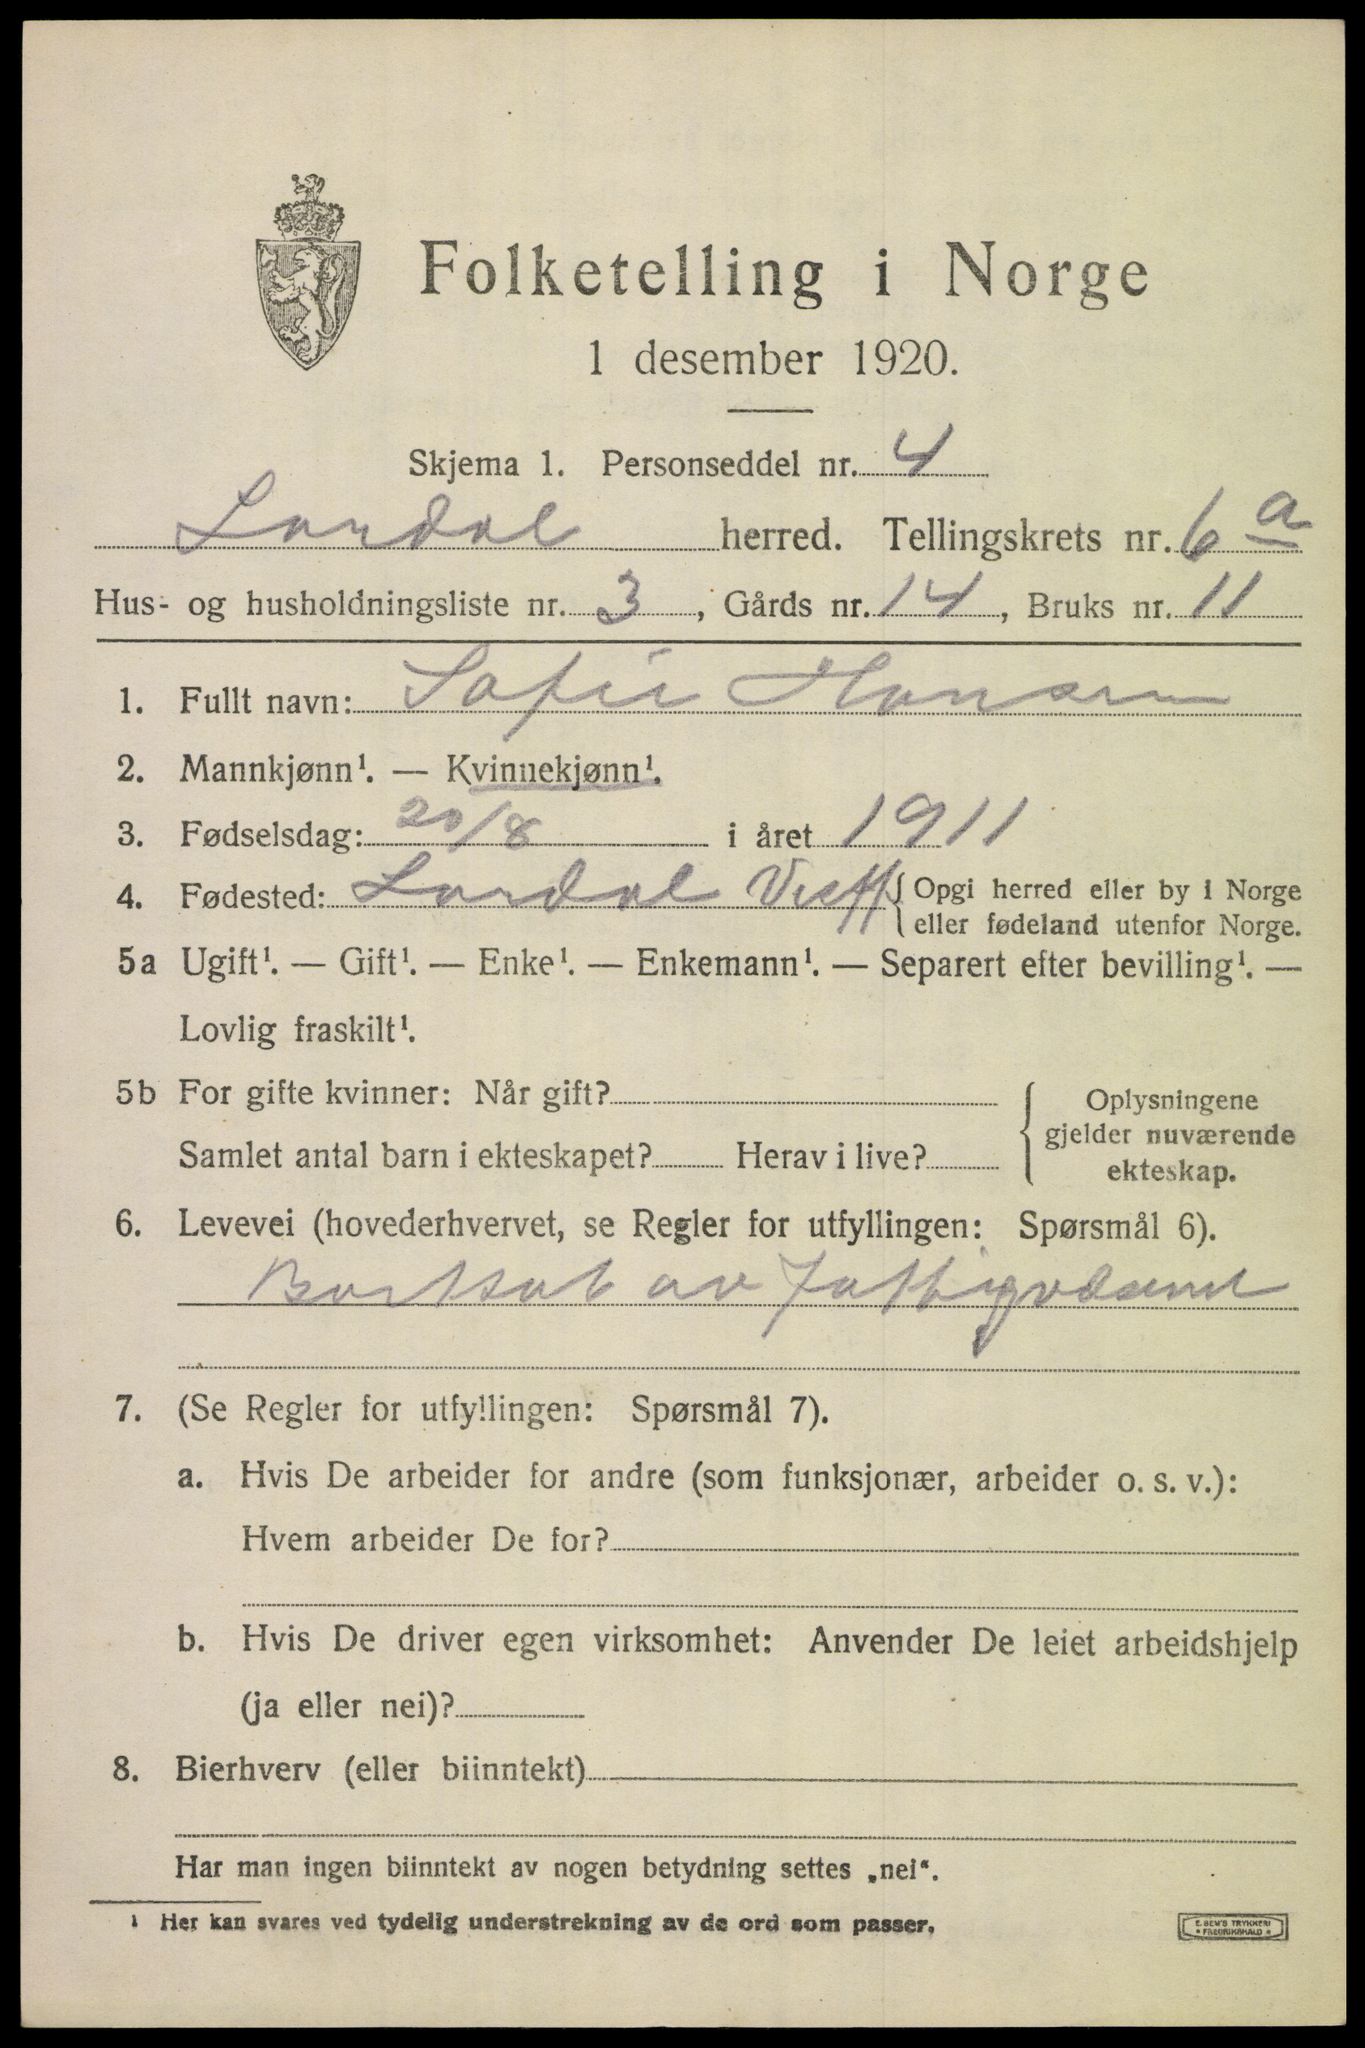 Folketelling i Norge
1 desember 1920.
Skjema 1. Personseddel nr. 4
Lardal herred. Tellingskrets nr. 6 a
Hus- og husholdningsliste nr. 3, Gårds nr. 14, Bruks nr. 11
1. Fullt navn: Sofie Hansen
2. Mannkjønn¹. — Kvinnekjønn¹.
3. Fødselsdag: 20/8 i året 1911
4. Fødested: Lardal Vestf { Opgi herred eller by i Norge
eller fødeland utenfor Norge.
5a Ugift¹. — Gift¹. — Enke¹. — Enkemann¹. — Separert efter bevilling¹. —
Lovlig fraskilt¹.
5b For gifte kvinner: Når gift?
Samlet antal barn i ekteskapet? Herav i live?
{ Oplysningene
gjelder nuværende
ekteskap.
6. Levevei (hovederhvervet, se Regler for utfyllingen: Spørsmål 6).
Bortsat av Fattigvæsenet
7. (Se Regler for utfyllingen: Spørsmål 7).
a. Hvis De arbeider for andre (som funksjonær, arbeider o. s. v.):
Hvem arbeider De for?
b. Hvis De driver egen virksomhet: Anvender De leiet arbeidshjelp
(ja eller nei)?
8. Bierhverv (eller biinntekt)
Har man ingen biinntekt av nogen betydning settes „nei“.
¹ Her kan svares ved tydelig understrekning av de ord som passer.
E. SEM'S TRYKKERI
* FREDRIKSHALD *